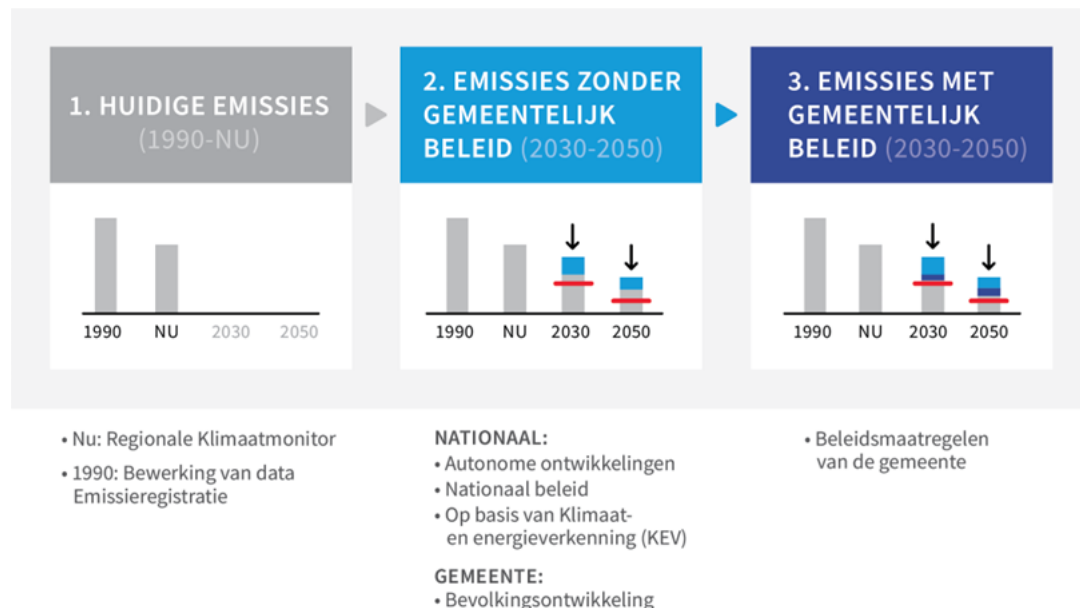 1. HUIDIGE EMISSIES
(1990-NU)
2. EMISSIES ZONDER
GEMEENTELIJK
BELEID (2030-2050)
3. EMISSIES MET
GEMEENTELIJK
BELEID (2030-2050)
1990 NU 2030 2050
1990 NU 2030 2050
1990 NU 2030 2050
• Nu: Regionale Klimaatmonitor
• 1990: Bewerking van data
Emissieregistratie
NATIONAAL:
• Autonome ontwikkelingen
• Nationaal beleid
• Op basis van Klimaat-
en energieverkenning (KEV)
GEMEENTE:
• Bevolkingsontwikkeling
• Beleidsmaatregelen
van de gemeente